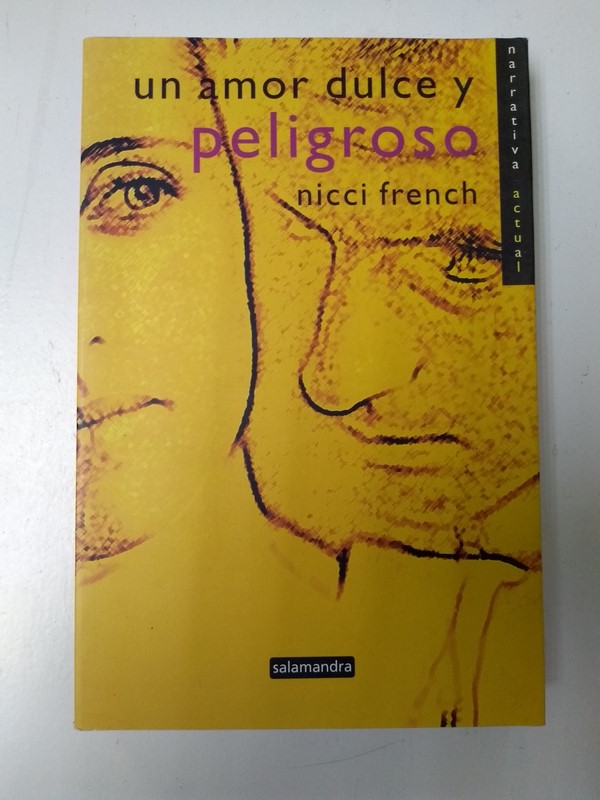 un amor dulce y
peligroso
nicci french
narrativa actual
salamandra